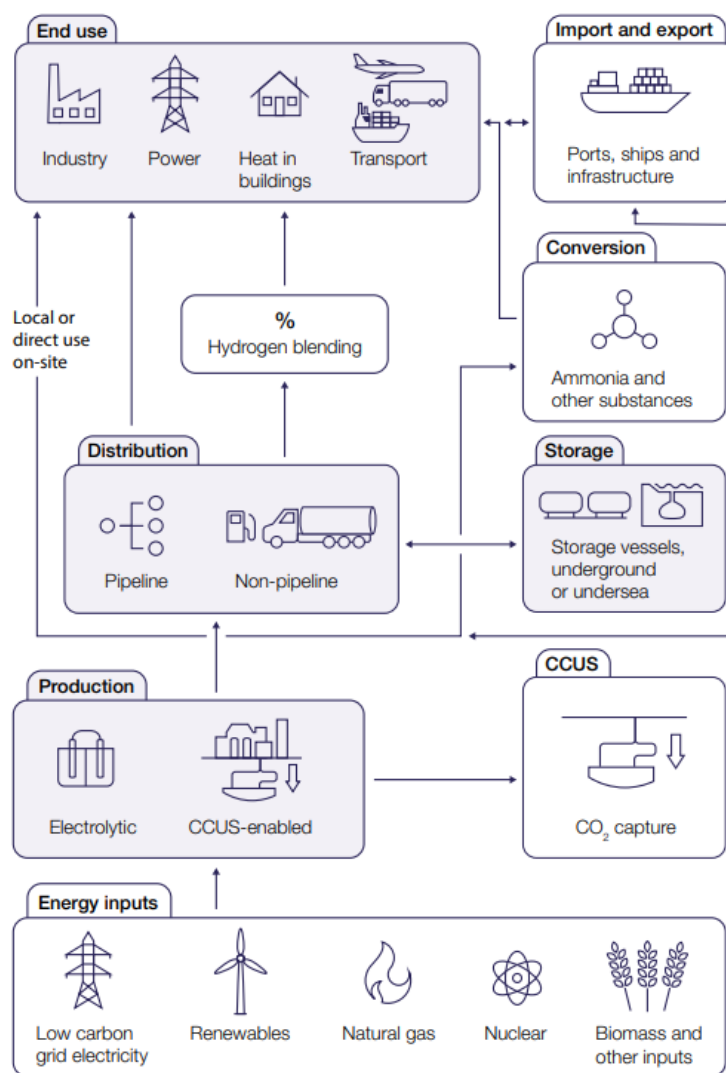 End use
Industry
Power
Heat in
buildings
Transport
Import and export
Ports, ships and
infrastructure
Conversion
Ammonia and
other substances
Local or
direct use
on-site
%
Hydrogen blending
Distribution
Pipeline
Non-pipeline
Storage
Storage vessels,
underground
or undersea
Production
Electrolytic
CCUS-enabled
CCUS
CO₂ capture
Energy inputs
Low carbon
grid electricity
Renewables
Natural gas
Nuclear
Biomass and
other inputs